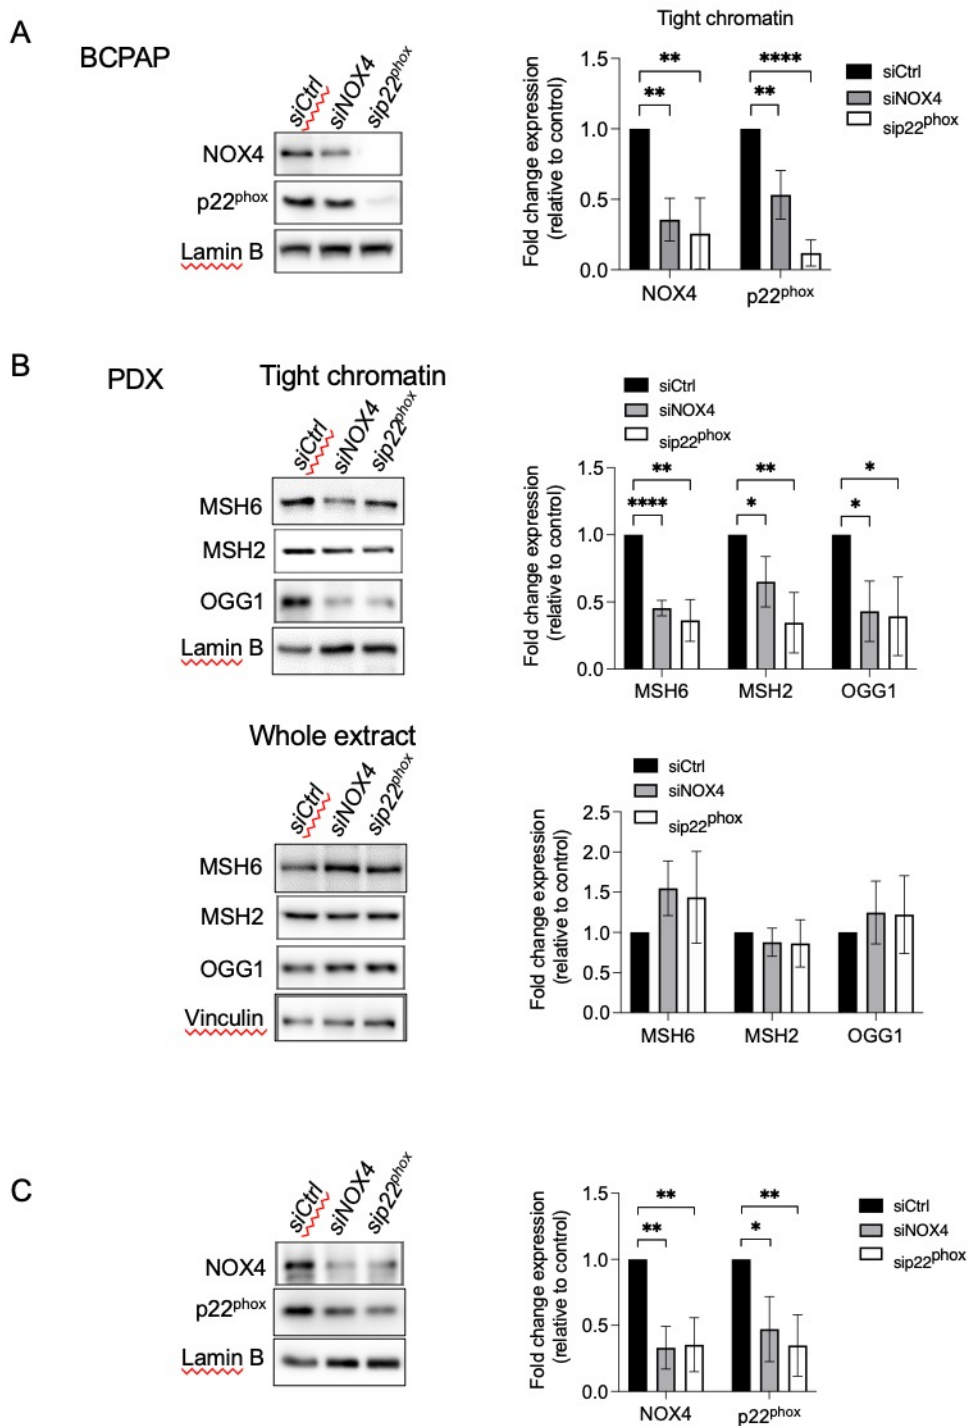 A
BCPAP
siCtrl
siNOX4
sip22phox
NOX4
p22phox
Lamin B
Tight chromatin
Fold change expression
(relative to control)
1.5
1.0
0.5
0.0
** **
** ****
NOX4
p22phox
siCtrl
siNOX4
sip22phox
B
PDX
Tight chromatin
siCtrl
siNOX4
sip22phox
MSH6
MSH2
OGG1
Lamin B
siCtrl
siNOX4
sip22phox
Fold change expression
(relative to control)
1.5
1.0
0.5
0.0
** ** *
**** * *
MSH6
MSH2
OGG1
Whole extract
siCtrl
siNOX4
sip22phox
MSH6
MSH2
OGG1
Vinculin
siCtrl
siNOX4
sip22phox
Fold change expression
(relative to control)
2.5
2.0
1.5
1.0
0.5
0.0
MSH6
MSH2
OGG1
C
siCtrl
siNOX4
sip22phox
NOX4
p22phox
Lamin B
Fold change expression
(relative to control)
1.5
1.0
0.5
0.0
** **
** *
NOX4
p22phox
siCtrl
siNOX4
sip22phox